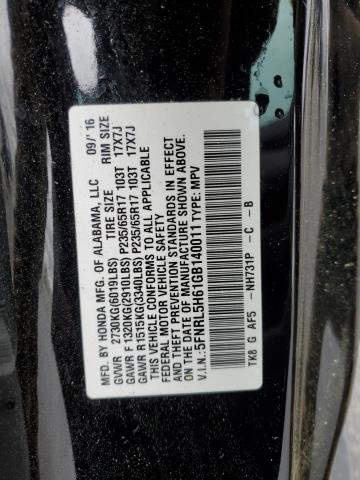 MFD. BY HONDA MFG. OF ALABAMA, LLC 09/'16
GVWR 2730KG(6019LBS) TIRE SIZE RIM SIZE
GAWR F 1320KG(2910LBS) P235/65R17 103T 17X7J
GAWR R 1515KG(3340LBS) P235/65R17 103T 17X7J
THIS VEHICLE CONFORMS TO ALL APPLICABLE
FEDERAL MOTOR VEHICLE SAFETY
AND THEFT PREVENTION STANDARDS IN EFFECT
ON THE DATE OF MANUFACTURE SHOWN ABOVE.
V.I.N.: 5FNRL5H61GB140011 TYPE: MPV
TK8 G AF5 -NH731P - C - B